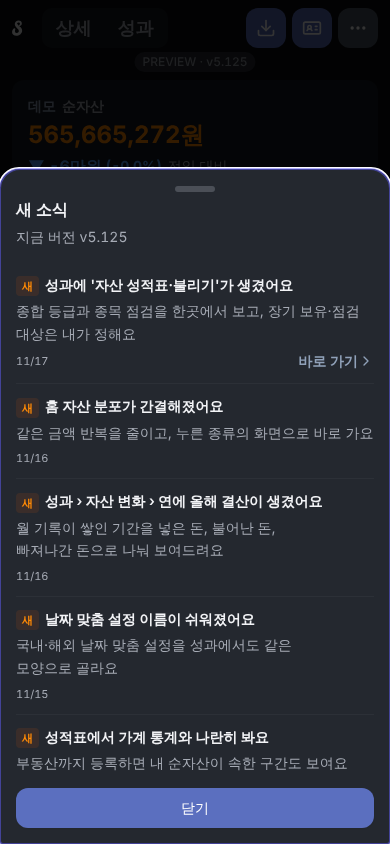 상세 성과
PREVIEW · v5.125
데모 순자산
565,665,272원
▼ -6만원 (-0.0%) 전일 대비
새 소식
지금 버전 v5.125
새 성과에 '자산 성적표·불리기'가 생겼어요
종합 등급과 종목 점검을 한곳에서 보고, 장기 보유·점검
대상은 내가 정해요
11/17 바로 가기
새 홈 자산 분포가 간결해졌어요
같은 금액 반복을 줄이고, 누른 종류의 화면으로 바로 가요
11/16
새 성과 › 자산 변화 › 연에 올해 결산이 생겼어요
월 기록이 쌓인 기간을 넣은 돈, 불어난 돈,
빠져나간 돈으로 나눠 보여드려요
11/16
새 날짜 맞춤 설정 이름이 쉬워졌어요
국내·해외 날짜 맞춤 설정을 성과에서도 같은
모양으로 골라요
11/15
새 성적표에서 가계 통계와 나란히 봐요
부동산까지 등록하면 내 순자산이 속한 구간도 보여요
닫기